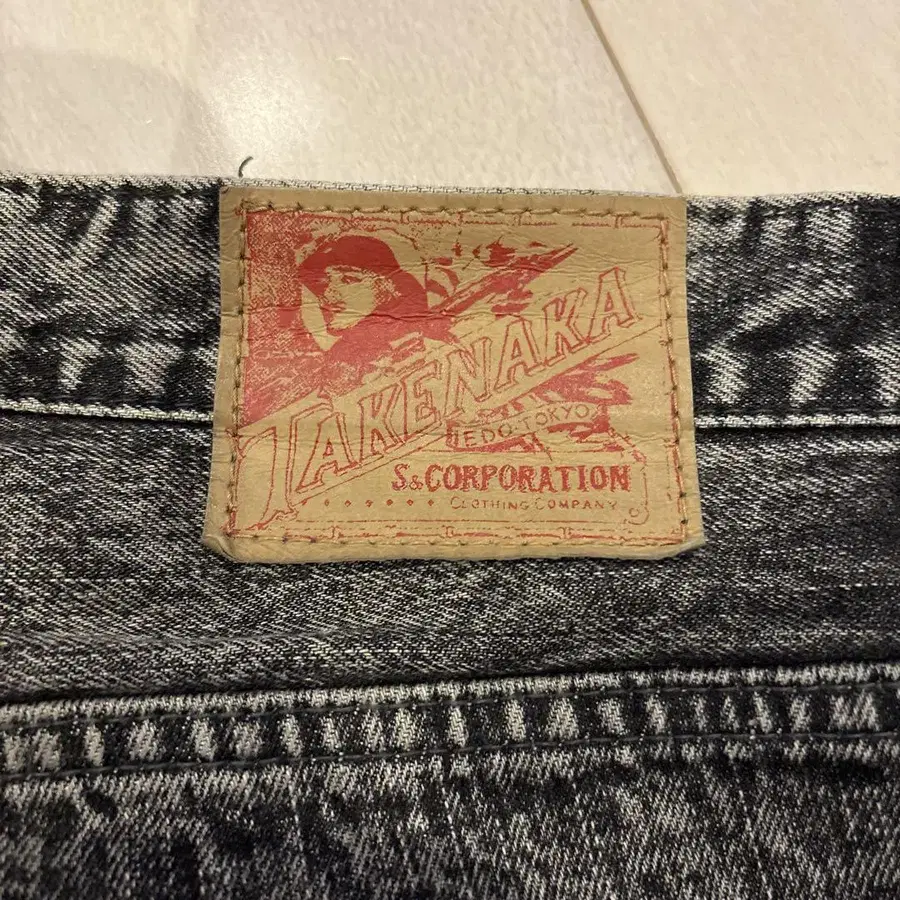 TAKENAKA
EDO-TOKYO
S&CORPORATION
CLOTHING COMPANY